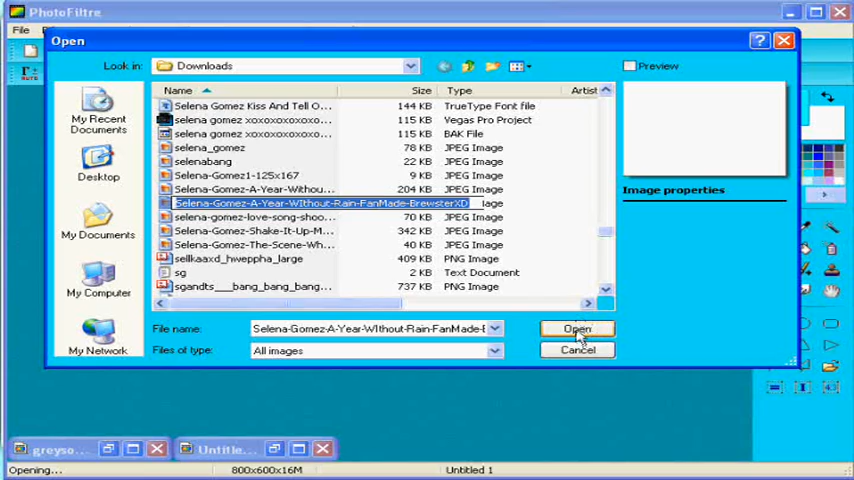 PhotoFiltre
File
Open
Look in:
Downloads
Preview
Name Size Type Artist
Selena Gomez Kiss And Tell O... 144 KB TrueType Font file
selena gomez xoxoxoxoxoxo... 115 KB Vegas Pro Project
selena gomez xoxoxoxoxoxo... 115 KB BAK File
selena_gomez 78 KB JPEG Image
selenabang 22 KB JPEG Image
Selena-Gomez1-125x167 9 KB JPEG Image
Selena-Gomez-A-Year-Withou... 204 KB JPEG Image
Selena-Gomez-A-Year-WIthout-Rain-FanMade-BrewsterXD
selena-gomez-love-song-shoo... 70 KB JPEG Image
Selena-Gomez-Shake-It-Up-M... 342 KB JPEG Image
Selena-Gomez-The-Scene-Wh... 40 KB JPEG Image
sellkaaxd_hweppha_large 409 KB PNG Image
sg 2 KB Text Document
sgandts___bang_bang_bang... 737 KB PNG Image
My Recent
Documents
Desktop
My Documents
My Computer
My Network
Image properties
File name:
Selena-Gomez-A-Year-WIthout-Rain-FanMade-E
Open
Files of type:
All images
Cancel
greyso...
Untitle...
Opening...
800x600x16M
Untitled 1